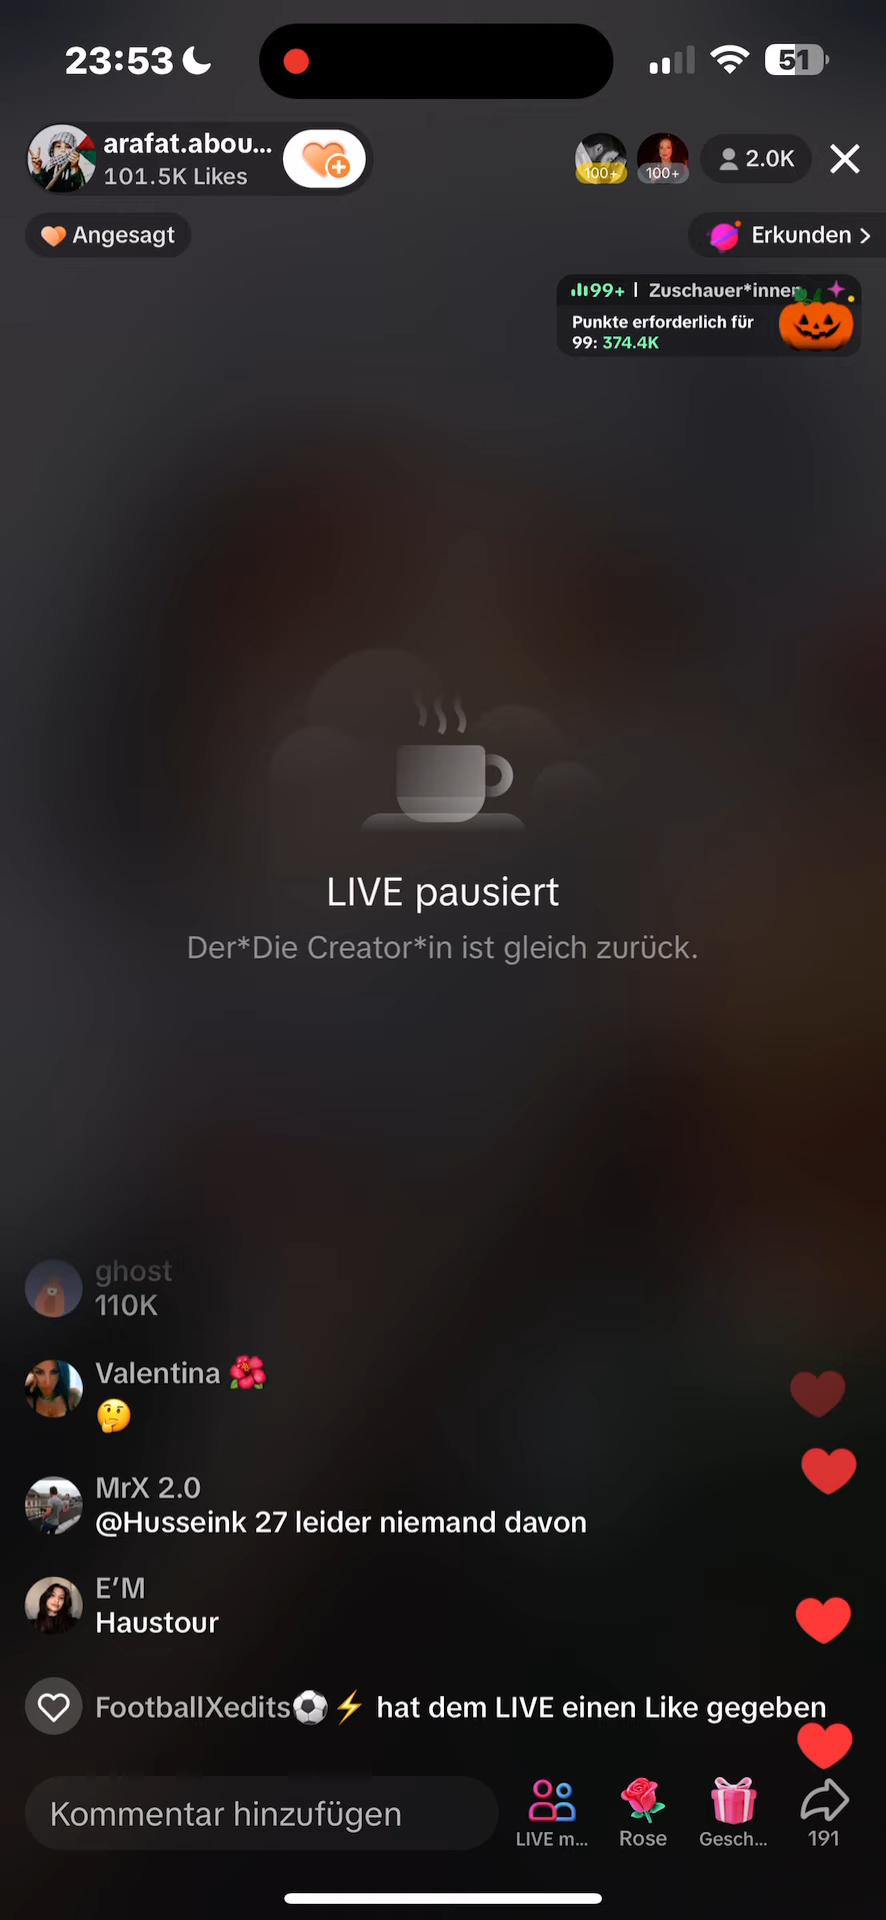 23:53
51
arafat.abou...
101.5K Likes
100+
100+
2.0K
Angesagt
Erkunden >
99+ | Zuschauer*innen
Punkte erforderlich für
99: 374.4K
LIVE pausiert
Der*Die Creator*in ist gleich zurück.
ghost
110K
Valentina 🌺
🤔
MrX 2.0
@Husseink 27 leider niemand davon
E’M
Haustour
FootballXedits⚽⚡ hat dem LIVE einen Like gegeben
Kommentar hinzufügen
LIVE m...
Rose
Gesch...
191